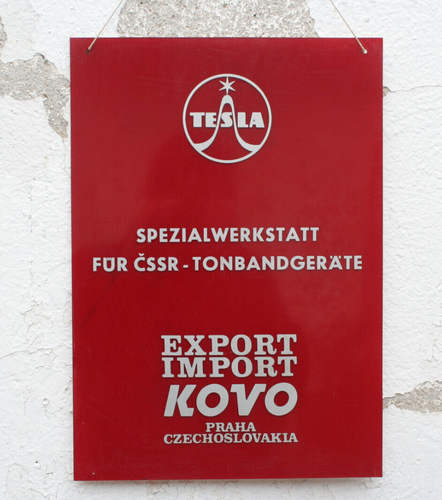 TESLA
SPEZIALWERKSTATT
FÜR ČSSR - TONBANDGERÄTE
EXPORT
IMPORT
KOVO
PRAHA
CZECHOSLOVAKIA